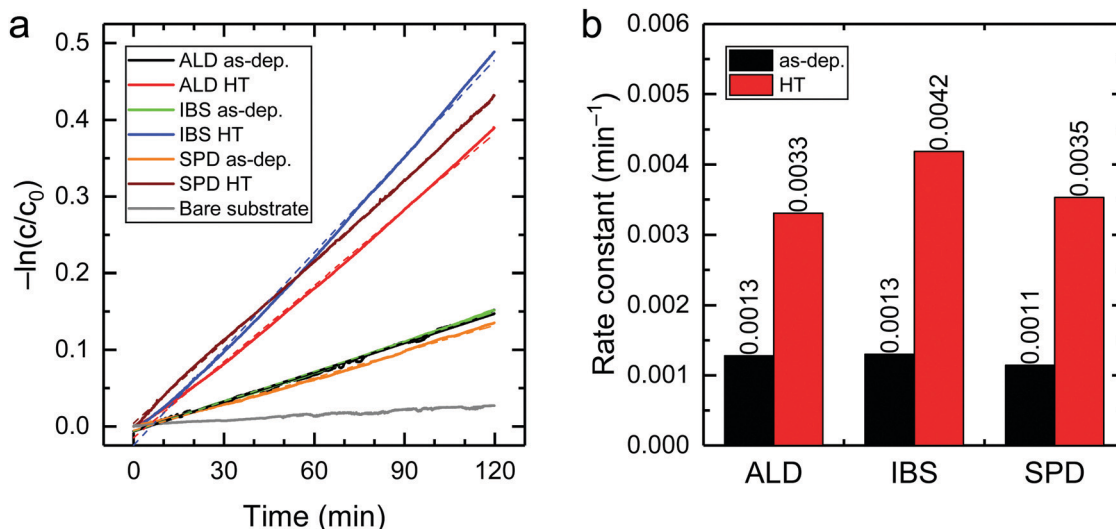 a
0.5
0.4
0.3
0.2
0.1
0.0
–ln(c/c0)
ALD as-dep.
ALD HT
IBS as-dep.
IBS HT
SPD as-dep.
SPD HT
Bare substrate
0 30 60 90 120
Time (min)
b
0.006
0.005
0.004
0.003
0.002
0.001
0.000
Rate constant (min⁻¹)
as-dep.
HT
0.0013
0.0033
0.0013
0.0042
0.0011
0.0035
ALD IBS SPD